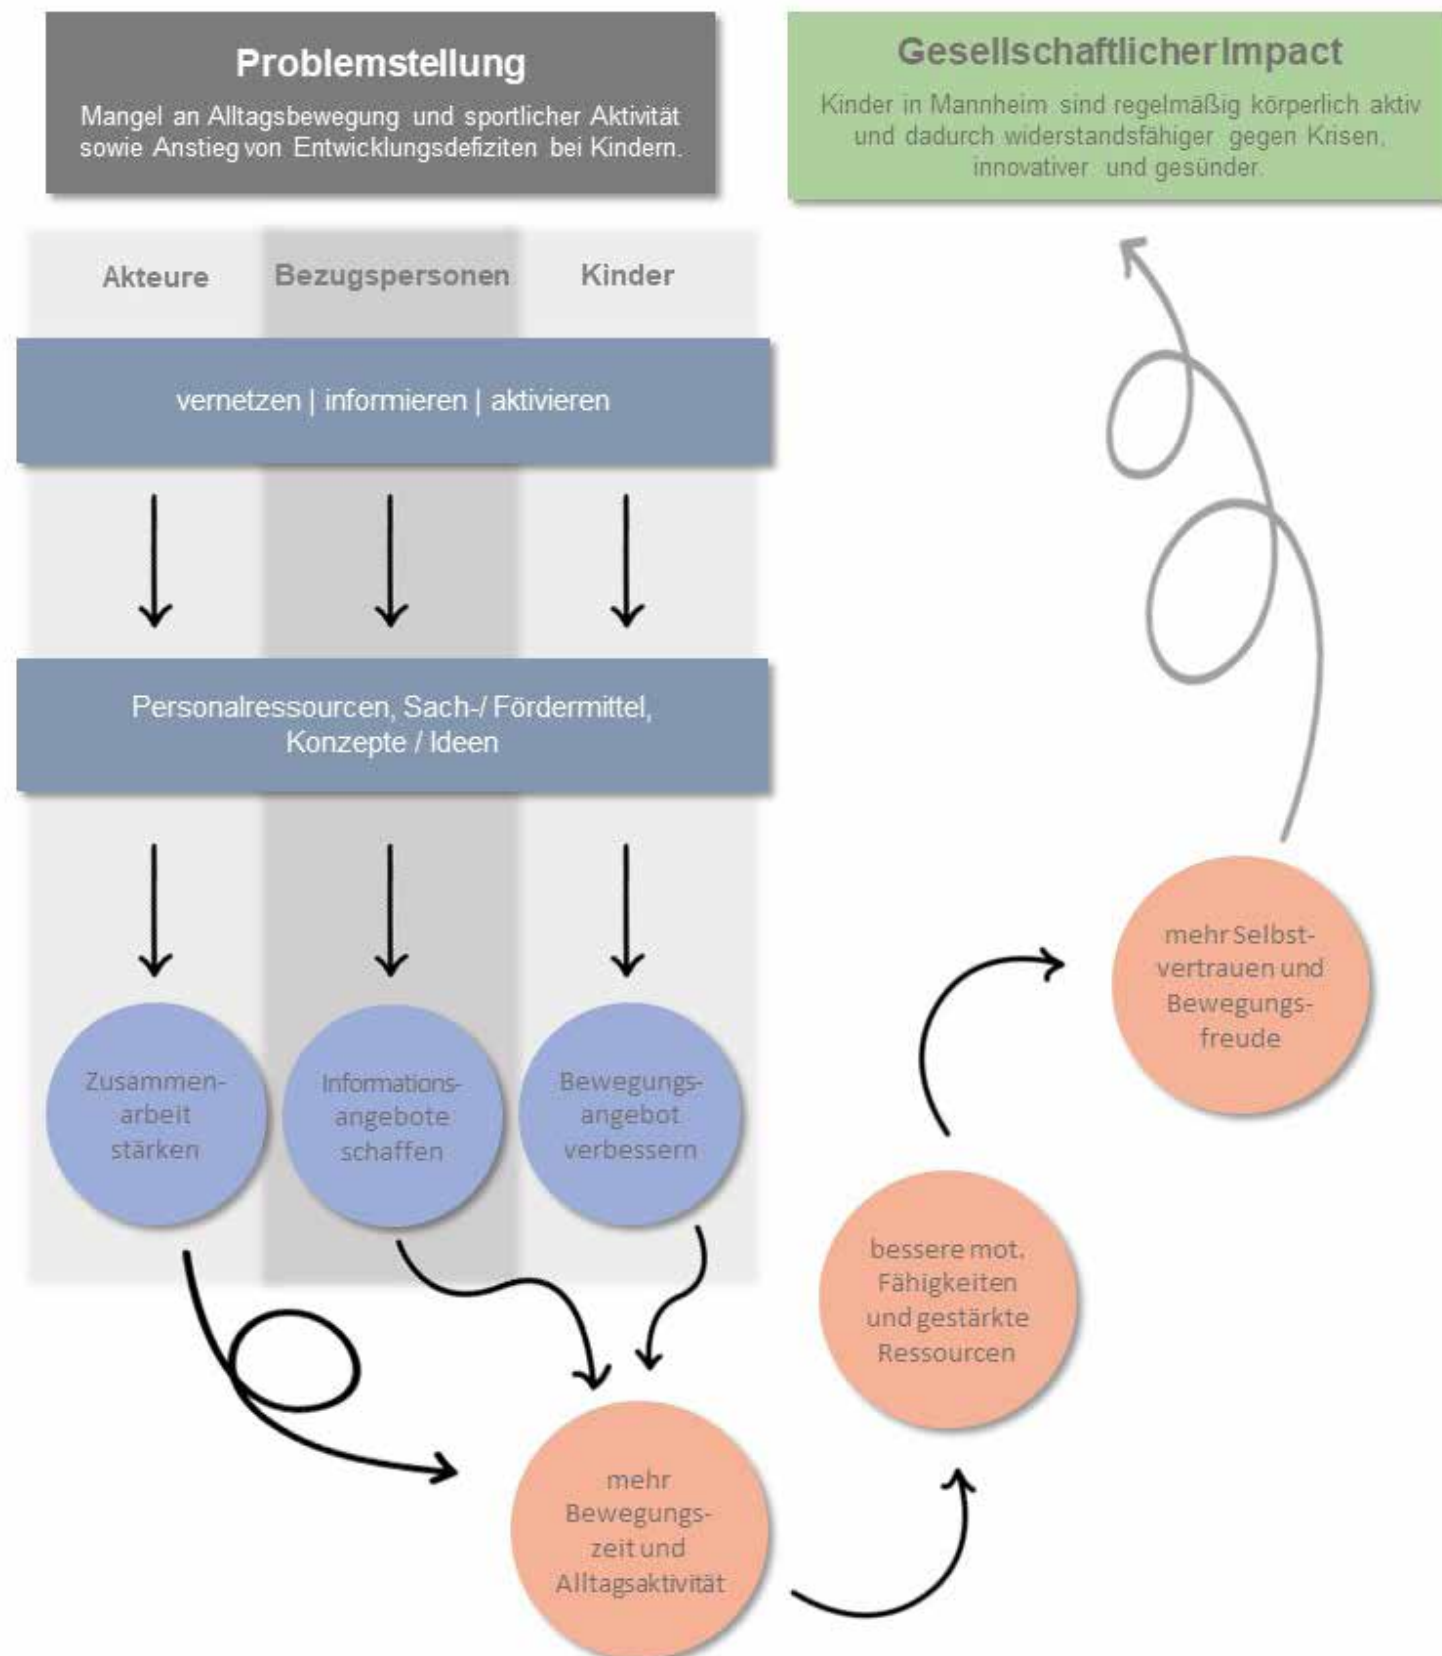 Problemstellung
Mangel an Alltagsbewegung und sportlicher Aktivität
sowie Anstieg von Entwicklungsdefiziten bei Kindern.
Gesellschaftlicher Impact
Kinder in Mannheim sind regelmäßig körperlich aktiv
und dadurch widerstandsfähiger gegen Krisen,
innovativer und gesünder.
Akteure
Bezugspersonen
Kinder
vernetzen | informieren | aktivieren
Personalressourcen, Sach-/ Fördermittel,
Konzepte / Ideen
Zusammen-
arbeit
stärken
Informations-
angebote
schaffen
Bewegungs-
angebot
verbessern
mehr
Bewegungs-
zeit und
Alltagsaktivität
bessere mot.
Fähigkeiten
und gestärkte
Ressourcen
mehr Selbst-
vertrauen und
Bewegungs-
freude